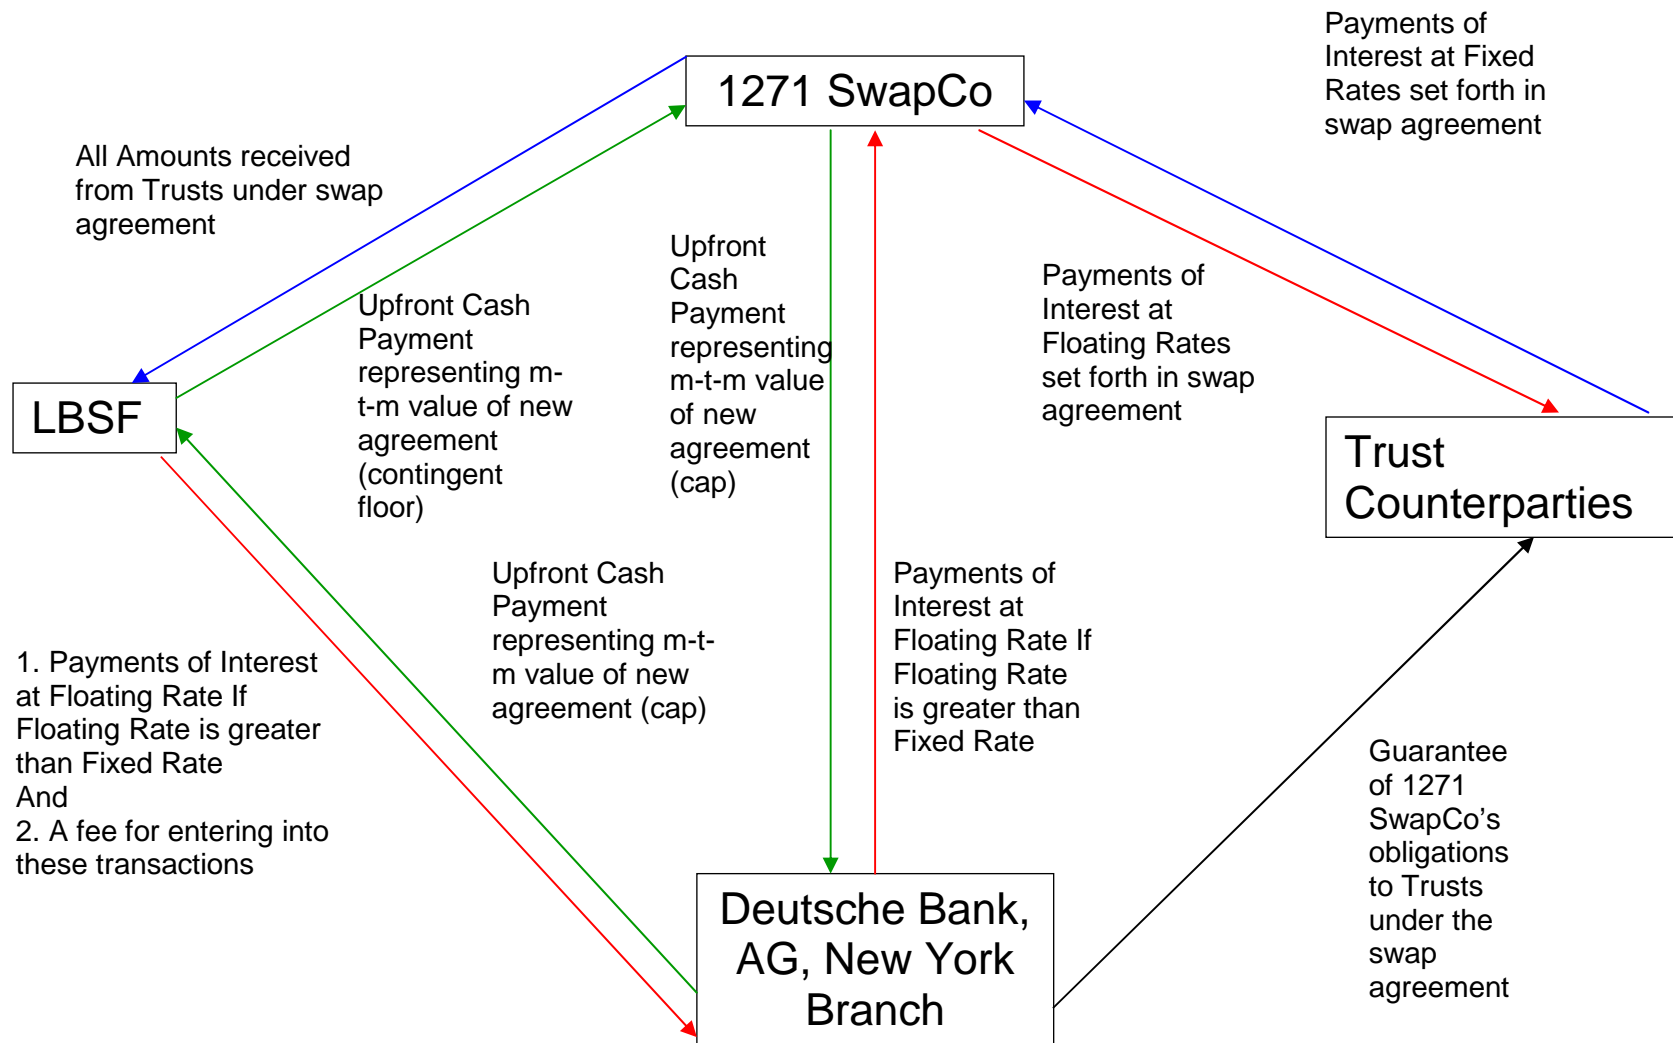 Payments of
Interest at Fixed
Rates set forth in
swap agreement
1271 SwapCo
All Amounts received
from Trusts under swap
agreement
Upfront
Cash
Payment
representing
m-t-m value
of new
agreement
(cap)
Payments of
Interest at
Floating Rates
set forth in swap
agreement
Upfront Cash
Payment
representing m-
t-m value of new
agreement
(contingent
floor)
LBSF
Trust
Counterparties
Upfront Cash
Payment
representing m-t-
m value of new
agreement (cap)
Payments of
Interest at
Floating Rate If
Floating Rate
is greater than
Fixed Rate
1. Payments of Interest
at Floating Rate If
Floating Rate is greater
than Fixed Rate
And
2. A fee for entering into
these transactions
Guarantee
of 1271
SwapCo’s
obligations
to Trusts
under the
swap
agreement
Deutsche Bank,
AG, New York
Branch